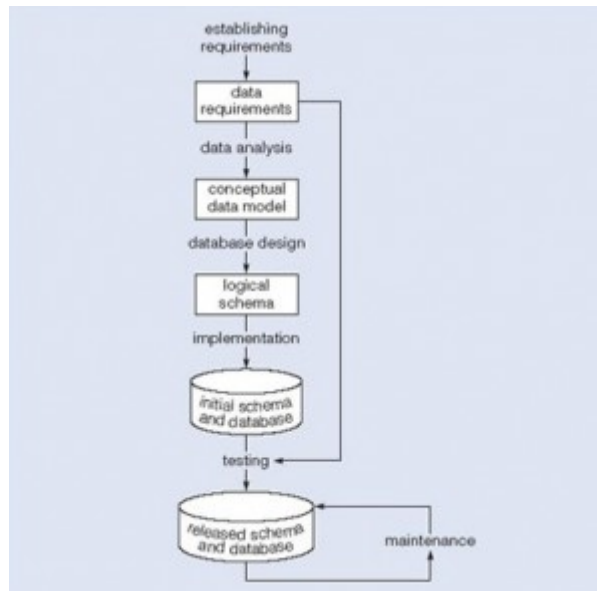 establishing
requirements
data
requirements
data analysis
conceptual
data model
database design
logical
schema
implementation
initial schema
and database
testing
released schema
and database
maintenance